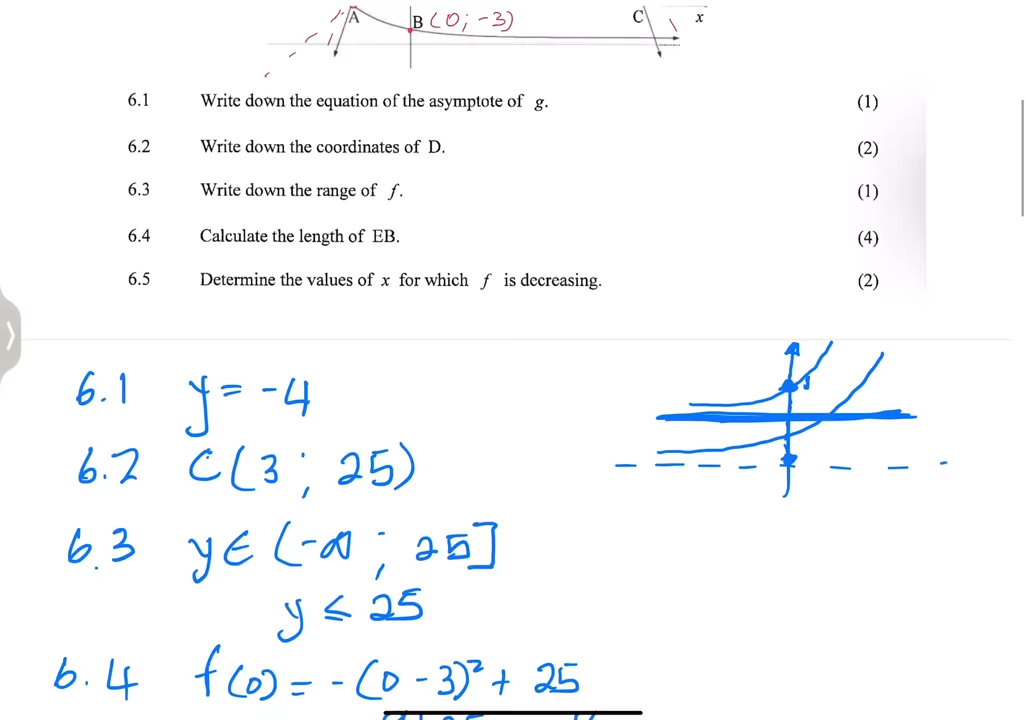 A B (0; -3) C x
6.1 Write down the equation of the asymptote of g. (1)
6.2 Write down the coordinates of D. (2)
6.3 Write down the range of f. (1)
6.4 Calculate the length of EB. (4)
6.5 Determine the values of x for which f is decreasing. (2)
6.1 y = -4
6.2 C(3 ; 25)
6.3 y ∈ (-∞ ; 25]
y ≤ 25
6.4 f(0) = -(0 - 3)² + 25